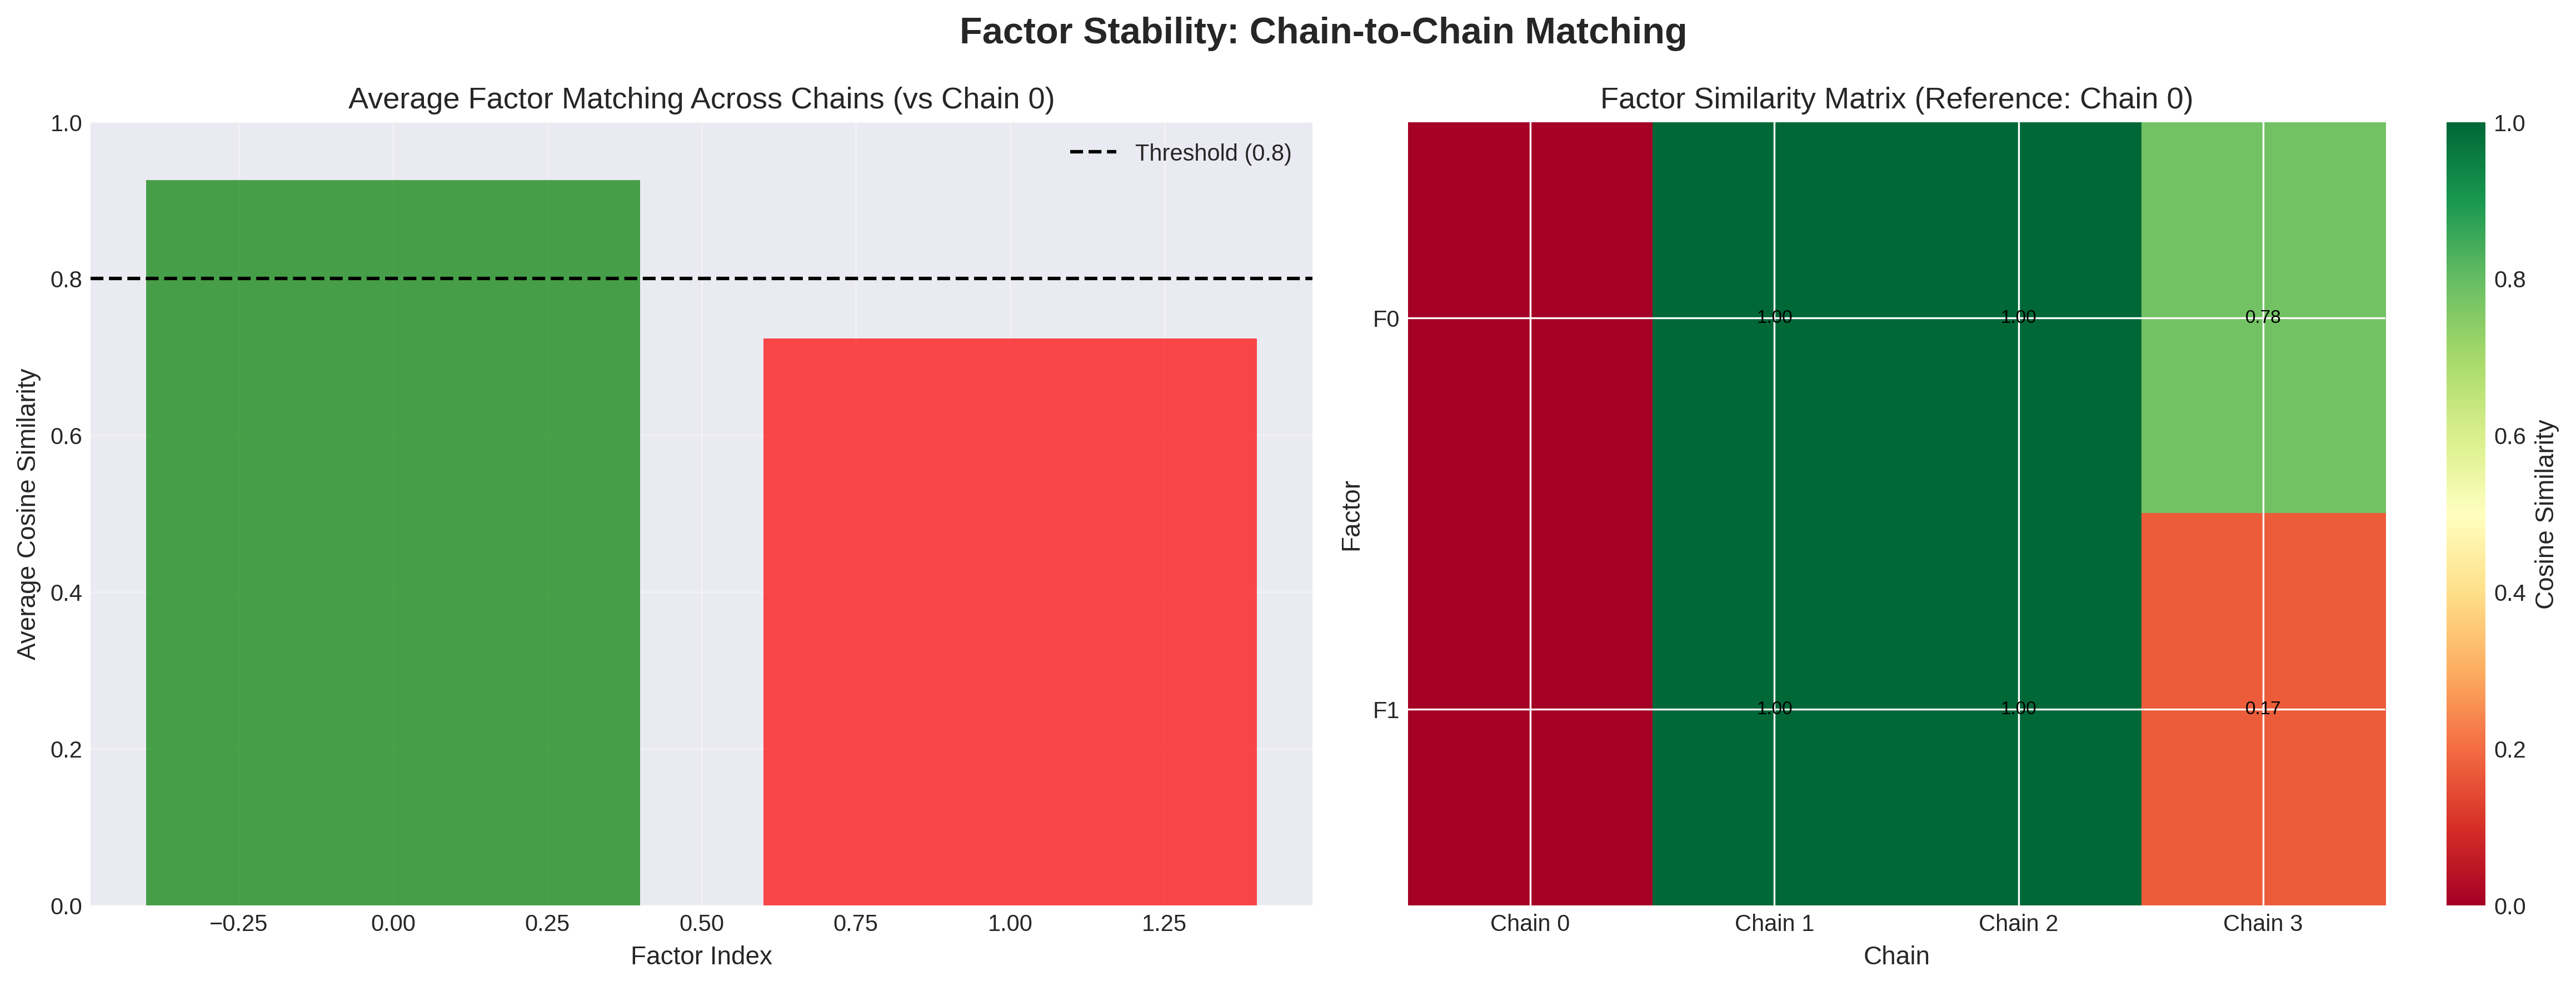 Factor Stability: Chain-to-Chain Matching
Average Factor Matching Across Chains (vs Chain 0)
Threshold (0.8)
1.0
0.8
0.6
0.4
0.2
0.0
Average Cosine Similarity
−0.25 0.00 0.25 0.50 0.75 1.00 1.25
Factor Index
Factor Similarity Matrix (Reference: Chain 0)
F0 1.00 1.00 0.78
F1 1.00 1.00 0.17
Factor
Chain 0 Chain 1 Chain 2 Chain 3
Chain
1.0
0.8
0.6
0.4
0.2
0.0
Cosine Similarity